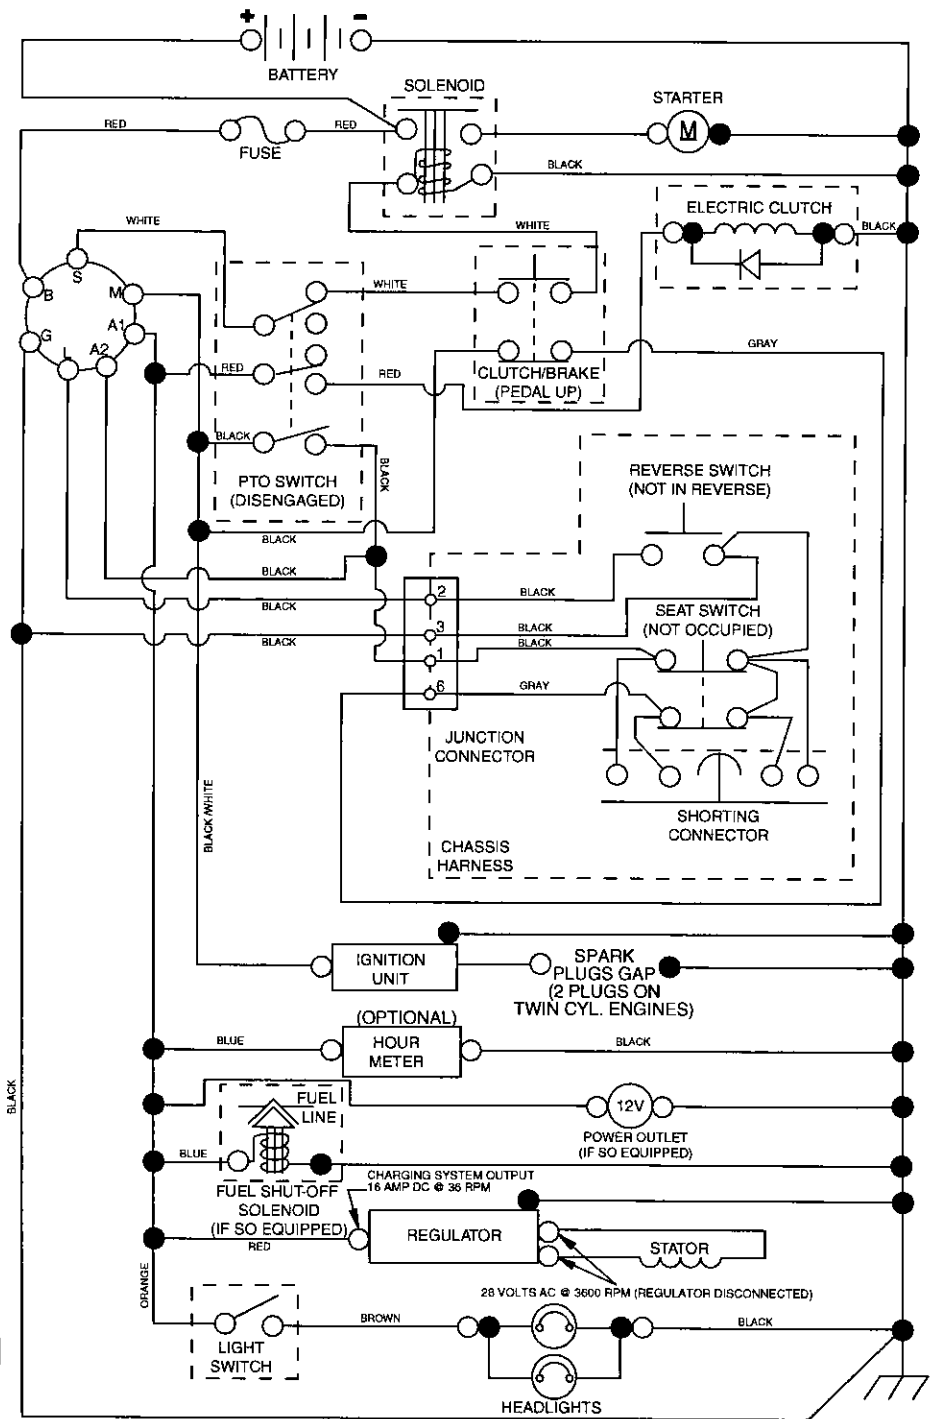 + –
BATTERY
SOLENOID
STARTER
RED
FUSE
RED
M
BLACK
ELECTRIC CLUTCH
BLACK
WHITE
WHITE
S
B
M
WHITE
G
A1
L
A2
RED
RED
CLUTCH/BRAKE
(PEDAL UP)
GRAY
BLACK
BLACK
PTO SWITCH
(DISENGAGED)
REVERSE SWITCH
(NOT IN REVERSE)
BLACK
BLACK
BLACK
2
BLACK
SEAT SWITCH
(NOT OCCUPIED)
BLACK
3
BLACK
BLACK
1
6
GRAY
JUNCTION
CONNECTOR
BLACK/WHITE
SHORTING
CONNECTOR
CHASSIS
HARNESS
IGNITION
UNIT
SPARK
PLUGS GAP
(2 PLUGS ON
TWIN CYL. ENGINES)
(OPTIONAL)
BLUE
HOUR
METER
BLACK
BLACK
FUEL
LINE
12V
POWER OUTLET
(IF SO EQUIPPED)
BLUE
FUEL SHUT-OFF
SOLENOID
(IF SO EQUIPPED)
CHARGING SYSTEM OUTPUT
16 AMP DC @ 36 RPM
RED
REGULATOR
STATOR
ORANGE
28 VOLTS AC @ 3600 RPM (REGULATOR DISCONNECTED)
BROWN
BLACK
LIGHT
SWITCH
HEADLIGHTS